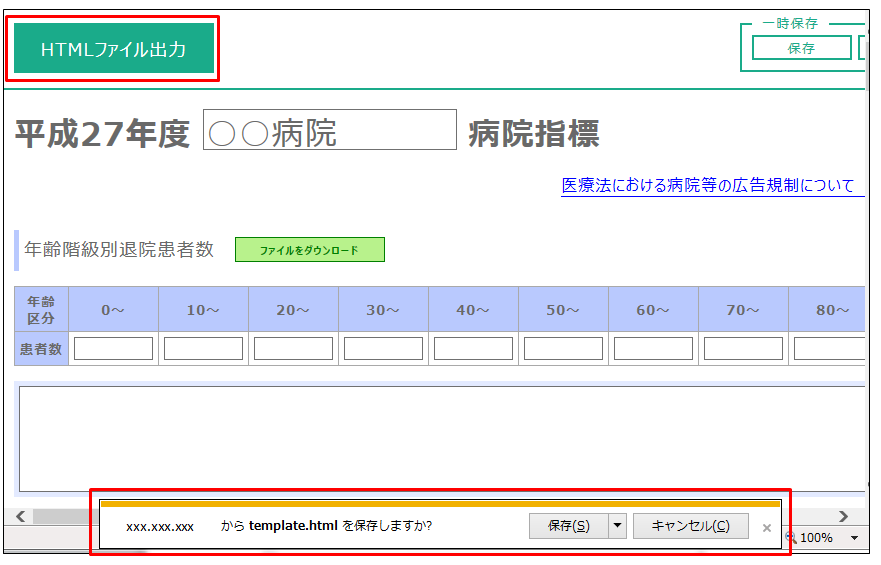 HTMLファイル出力
一時保存
保存
平成27年度 〇〇病院 病院指標
医療法における病院等の広告規制について
年齢階級別退院患者数 ファイルをダウンロード
年齢区分 0～ 10～ 20～ 30～ 40～ 50～ 60～ 70～ 80～
患者数
xxx.xxx.xxx から template.html を保存しますか? 保存(S) キャンセル(C) ×
100%